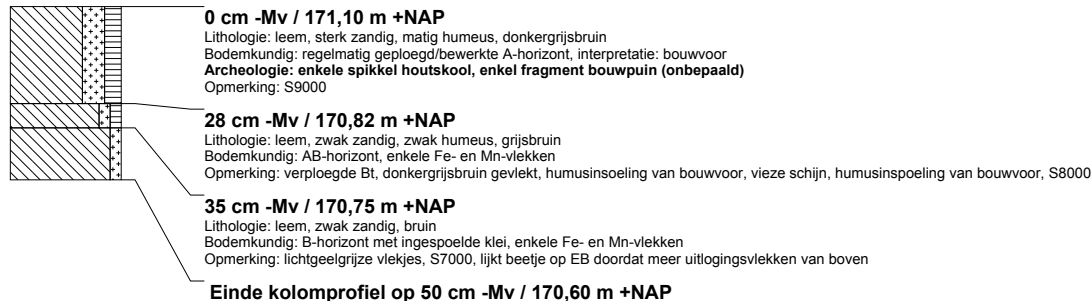 0 cm -Mv / 171,10 m +NAP
Lithologie: leem, sterk zandig, matig humeus, donkergrijsbruin
Bodemkundig: regelmatig geploegd/bewerkte A-horizont, interpretatie: bouwvoor
Archeologie: enkele spikkel houtskool, enkel fragment bouwpuin (onbepaald)
Opmerking: S9000
28 cm -Mv / 170,82 m +NAP
Lithologie: leem, zwak zandig, zwak humeus, grijsbruin
Bodemkundig: AB-horizont, enkele Fe- en Mn-vlekken
Opmerking: verploegde Bt, donkergrijsbruin gevlekt, humusinsoeling van bouwvoor, vieze schijn, humusinspoeling van bouwvoor, S8000
35 cm -Mv / 170,75 m +NAP
Lithologie: leem, zwak zandig, bruin
Bodemkundig: B-horizont met ingespoelde klei, enkele Fe- en Mn-vlekken
Opmerking: lichtgeelgrijze vlekjes, S7000, lijkt beetje op EB doordat meer uitlogingsvlekken van boven
Einde kolomprofiel op 50 cm -Mv / 170,60 m +NAP